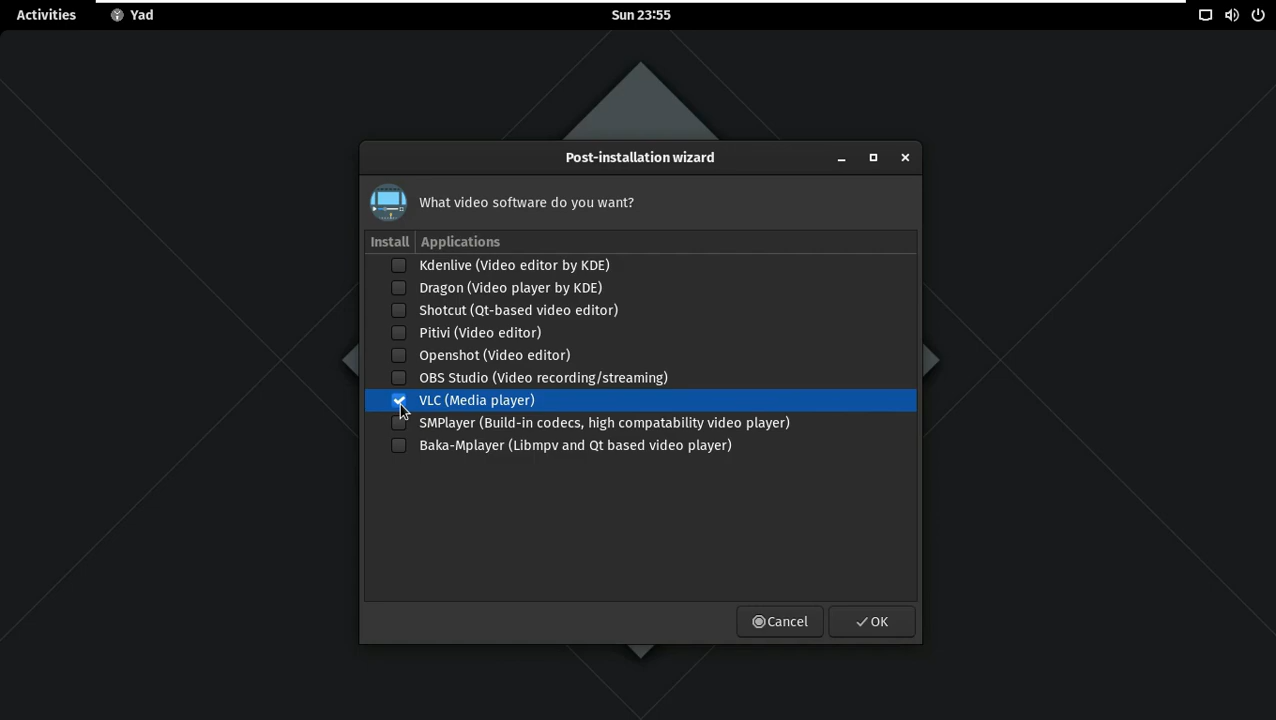 Activities Yad Sun 23:55
Post-installation wizard
What video software do you want?
Install Applications
Kdenlive (Video editor by KDE)
Dragon (Video player by KDE)
Shotcut (Qt-based video editor)
Pitivi (Video editor)
Openshot (Video editor)
OBS Studio (Video recording/streaming)
VLC (Media player)
SMPlayer (Build-in codecs, high compatability video player)
Baka-Mplayer (Libmpv and Qt based video player)
Cancel OK